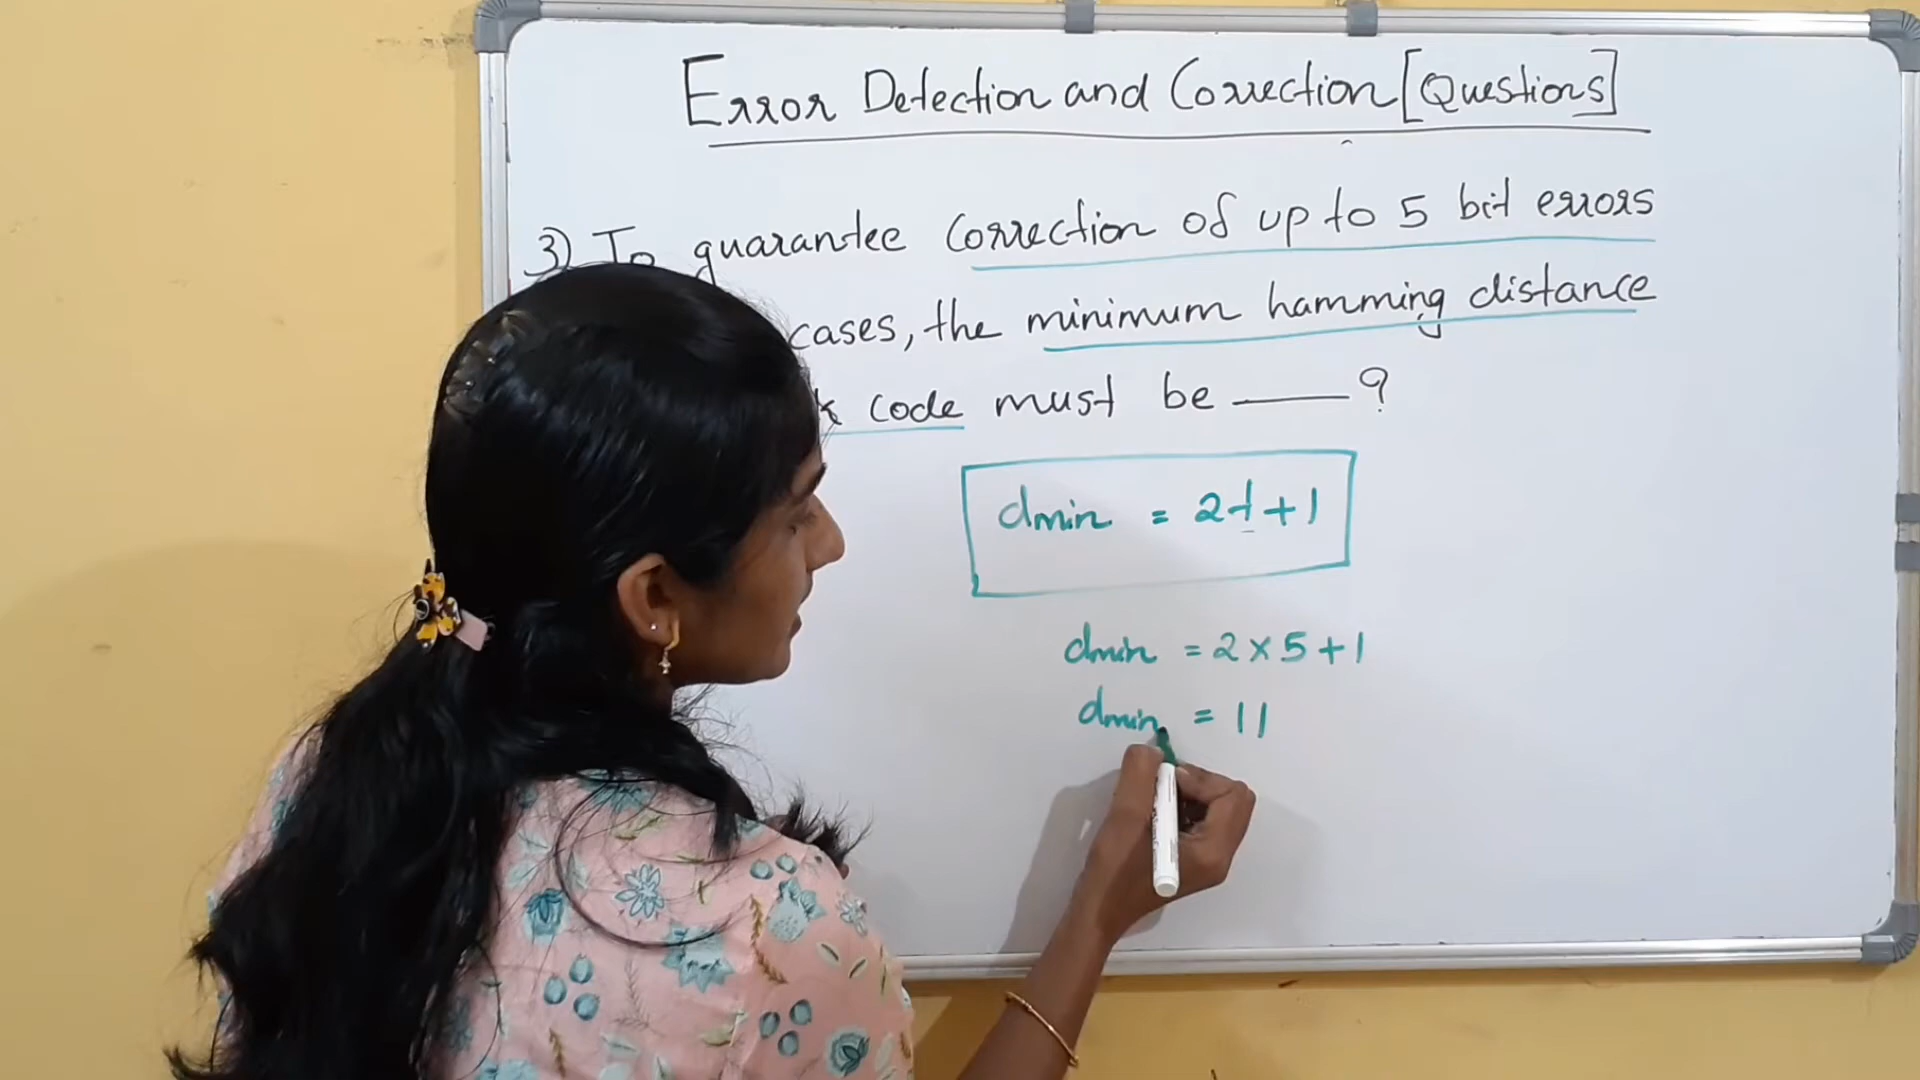 Error Detection and Correction [Questions]
3) To guarantee correction of up to 5 bit errors
cases, the minimum hamming distance
code must be ____ ?
dmin = 2t+1
dmin = 2 x 5 + 1
dmin = 11